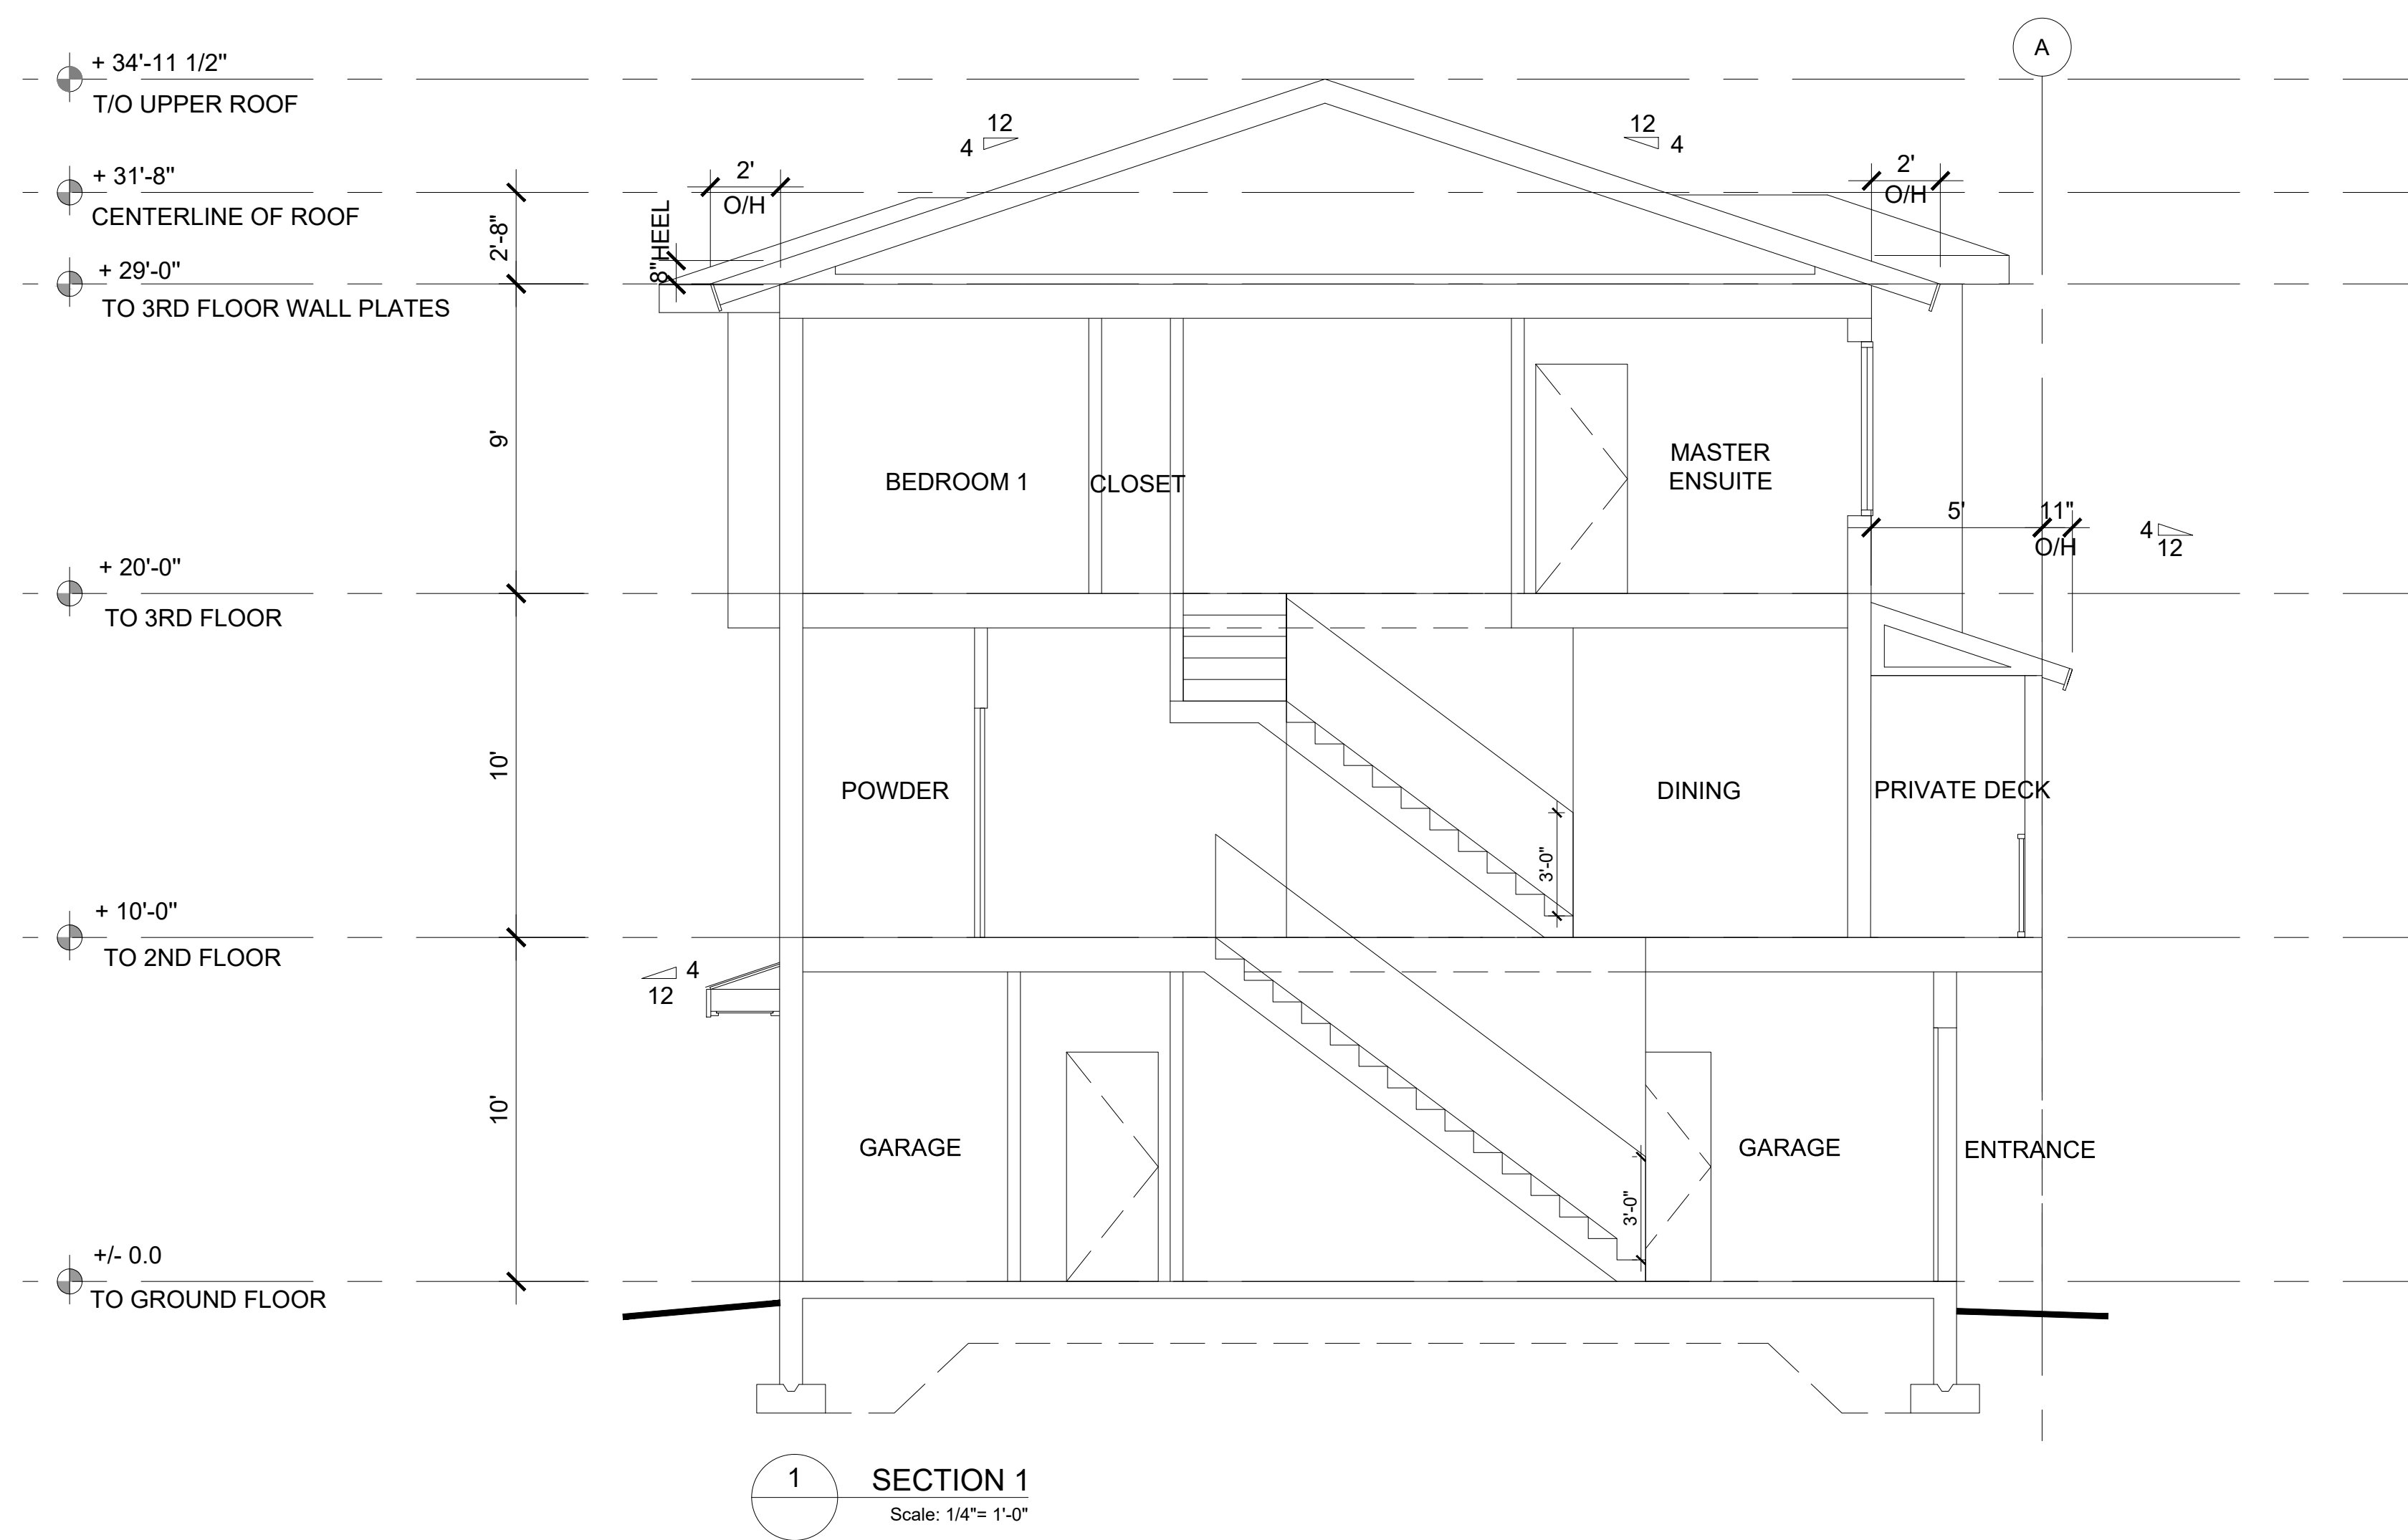 A
+ 34'-11 1/2"
T/O UPPER ROOF
12
4
12
4
+ 31'-8"
CENTERLINE OF ROOF
2'
O/H
2'
O/H
8"HEEL
2'-8"
+ 29'-0"
TO 3RD FLOOR WALL PLATES
9'
BEDROOM 1
CLOSET
MASTER
ENSUITE
5'
11"
O/H
4
12
+ 20'-0"
TO 3RD FLOOR
10'
POWDER
DINING
PRIVATE DECK
3'-0"
+ 10'-0"
TO 2ND FLOOR
4
12
10'
GARAGE
GARAGE
ENTRANCE
3'-0"
+/- 0.0
TO GROUND FLOOR
1
SECTION 1
Scale: 1/4"= 1'-0"